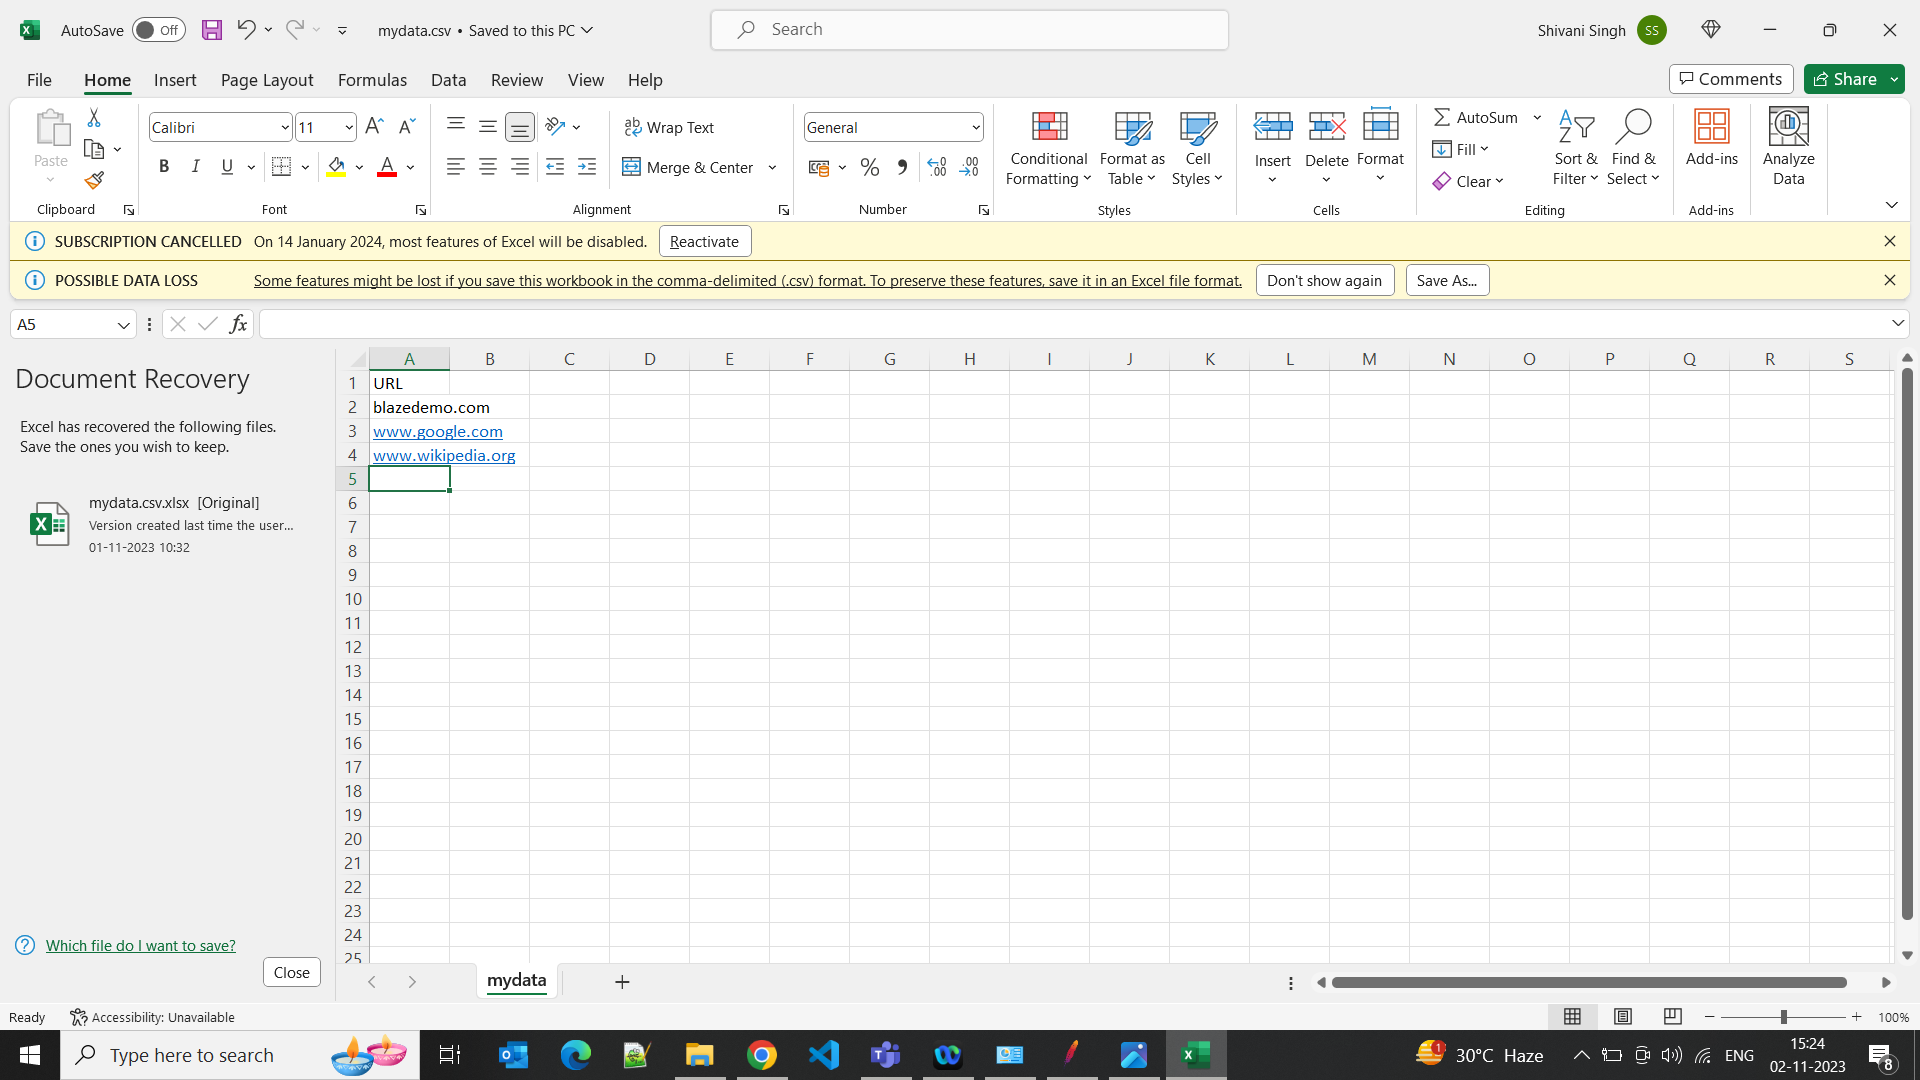 AutoSave Off mydata.csv • Saved to this PC Search Shivani Singh SS
File Home Insert Page Layout Formulas Data Review View Help Comments Share
Paste
Clipboard
Calibri 11
B I U A
Font
ab Wrap Text
Merge & Center
Alignment
General
% .00
Number
Conditional Formatting
Format as Table
Cell Styles
Styles
Insert Delete Format
Cells
AutoSum
Fill
Clear
Sort & Filter
Find & Select
Editing
Add-ins
Add-ins
Analyze Data
SUBSCRIPTION CANCELLED On 14 January 2024, most features of Excel will be disabled. Reactivate
POSSIBLE DATA LOSS Some features might be lost if you save this workbook in the comma-delimited (.csv) format. To preserve these features, save it in an Excel file format. Don't show again Save As...
A5 fx
Document Recovery
Excel has recovered the following files.
Save the ones you wish to keep.
mydata.csv.xlsx [Original]
Version created last time the user...
01-11-2023 10:32
Which file do I want to save?
Close
A B C D E F G H I J K L M N O P Q R S
1 URL
2 blazedemo.com
3 www.google.com
4 www.wikipedia.org
5
6
7
8
9
10
11
12
13
14
15
16
17
18
19
20
21
22
23
24
25
mydata
Ready Accessibility: Unavailable 100%
Type here to search 30°C Haze ENG 15:24
02-11-2023 8